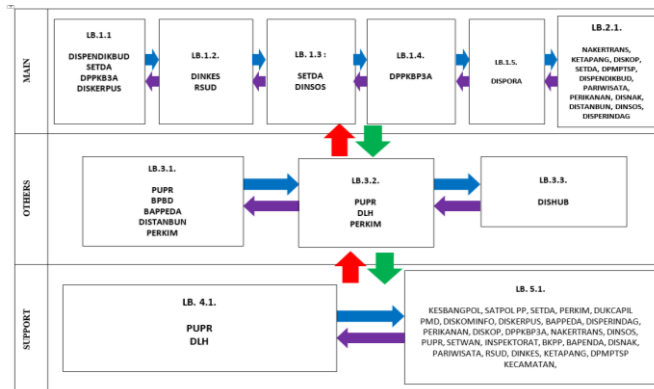 MAIN
LB.1.1
DISPENDIKBUD
SETDA
DPPKB3A
DISKERPUS
LB.1.2.
DINKES
RSUD
LB.1.3 :
SETDA
DINSOS
LB.1.4.
DPPKBP3A
LB.1.5.
DISPORA
LB.2.1.
NAKERTRANS,
KETAPANG, DISKOP,
SETDA, DPMPTSP,
DISPENDIKBUD,
PARIWISATA,
PERIKANAN, DISNAK,
DISTANBUN, DINSOS,
DISPERINDAG
OTHERS
LB.3.1.
PUPR
BPBD
BAPPEDA
DISTANBUN
PERKIM
LB.3.2.
PUPR
DLH
PERKIM
LB.3.3.
DISHUB
SUPPORT
LB. 4.1.
PUPR
DLH
LB. 5.1.
KESBANGPOL, SATPOL PP, SETDA, PERKIM, DUKCAPIL
PMD, DISKOMINFO, DISKERPUS, BAPPEDA, DISPERINDAG,
PERIKANAN, DISKOP, DPPKBP3A, NAKERTRANS, DINSOS,
PUPR, SETWAN, INSPEKTORAT, BKPP, BAPENDA, DISNAK,
PARIWISATA, RSUD, DINKES, KETAPANG, DPMPTSP
KECAMATAN,